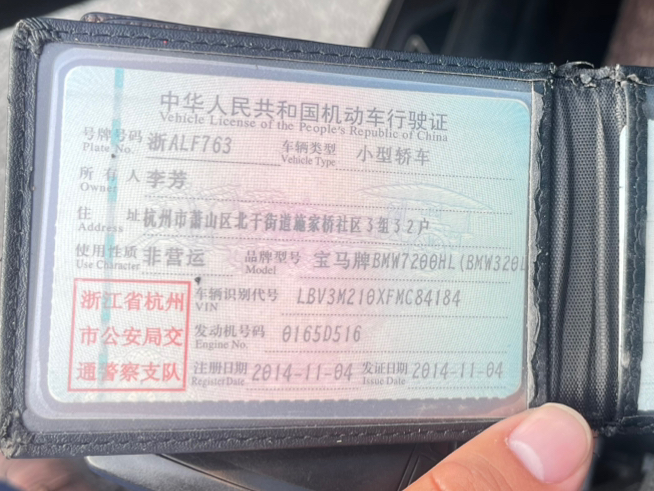 中华人民共和国机动车行驶证
Vehicle License of the People's Republic of China
号牌号码 浙ALF763 车辆类型 小型轿车
Plate No. Vehicle Type
所有人 李芳
Owner
住址 杭州市萧山区北干街道施家桥社区3组32户
Address
使用性质 非营运 品牌型号 宝马牌BMW7200HL(BMW320L
Use Character Model
浙江省杭州
市公安局交
通警察支队
车辆识别代号 LBV3M210XFMC84184
VIN
发动机号码 0165D516
Engine No.
注册日期 2014-11-04 发证日期 2014-11-04
Register Date Issue Date